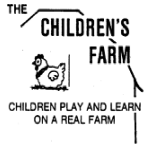 THE
CHILDREN'S
FARM
CHILDREN PLAY AND LEARN
ON A REAL FARM